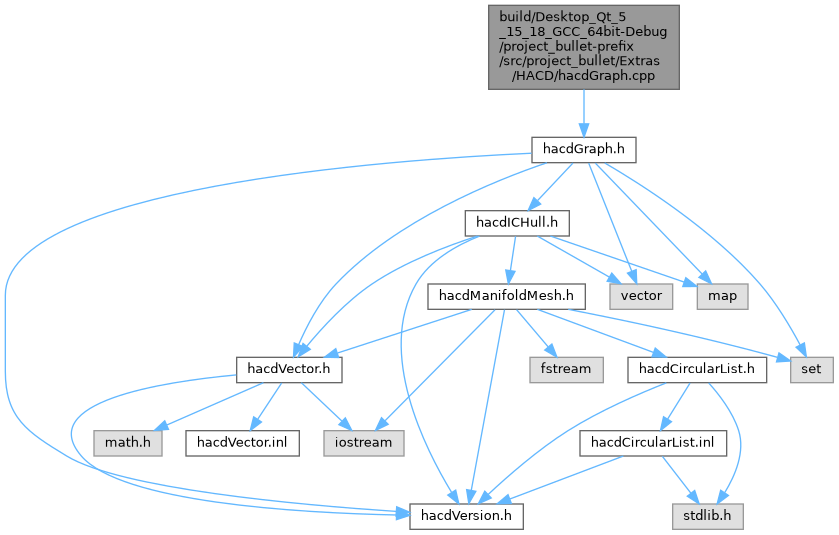 build/Desktop_Qt_5
_15_18_GCC_64bit-Debug
/project_bullet-prefix
/src/project_bullet/Extras
/HACD/hacdGraph.cpp
hacdGraph.h
hacdICHull.h
hacdManifoldMesh.h
vector
map
hacdVector.h
fstream
hacdCircularList.h
set
math.h
hacdVector.inl
iostream
hacdCircularList.inl
hacdVersion.h
stdlib.h